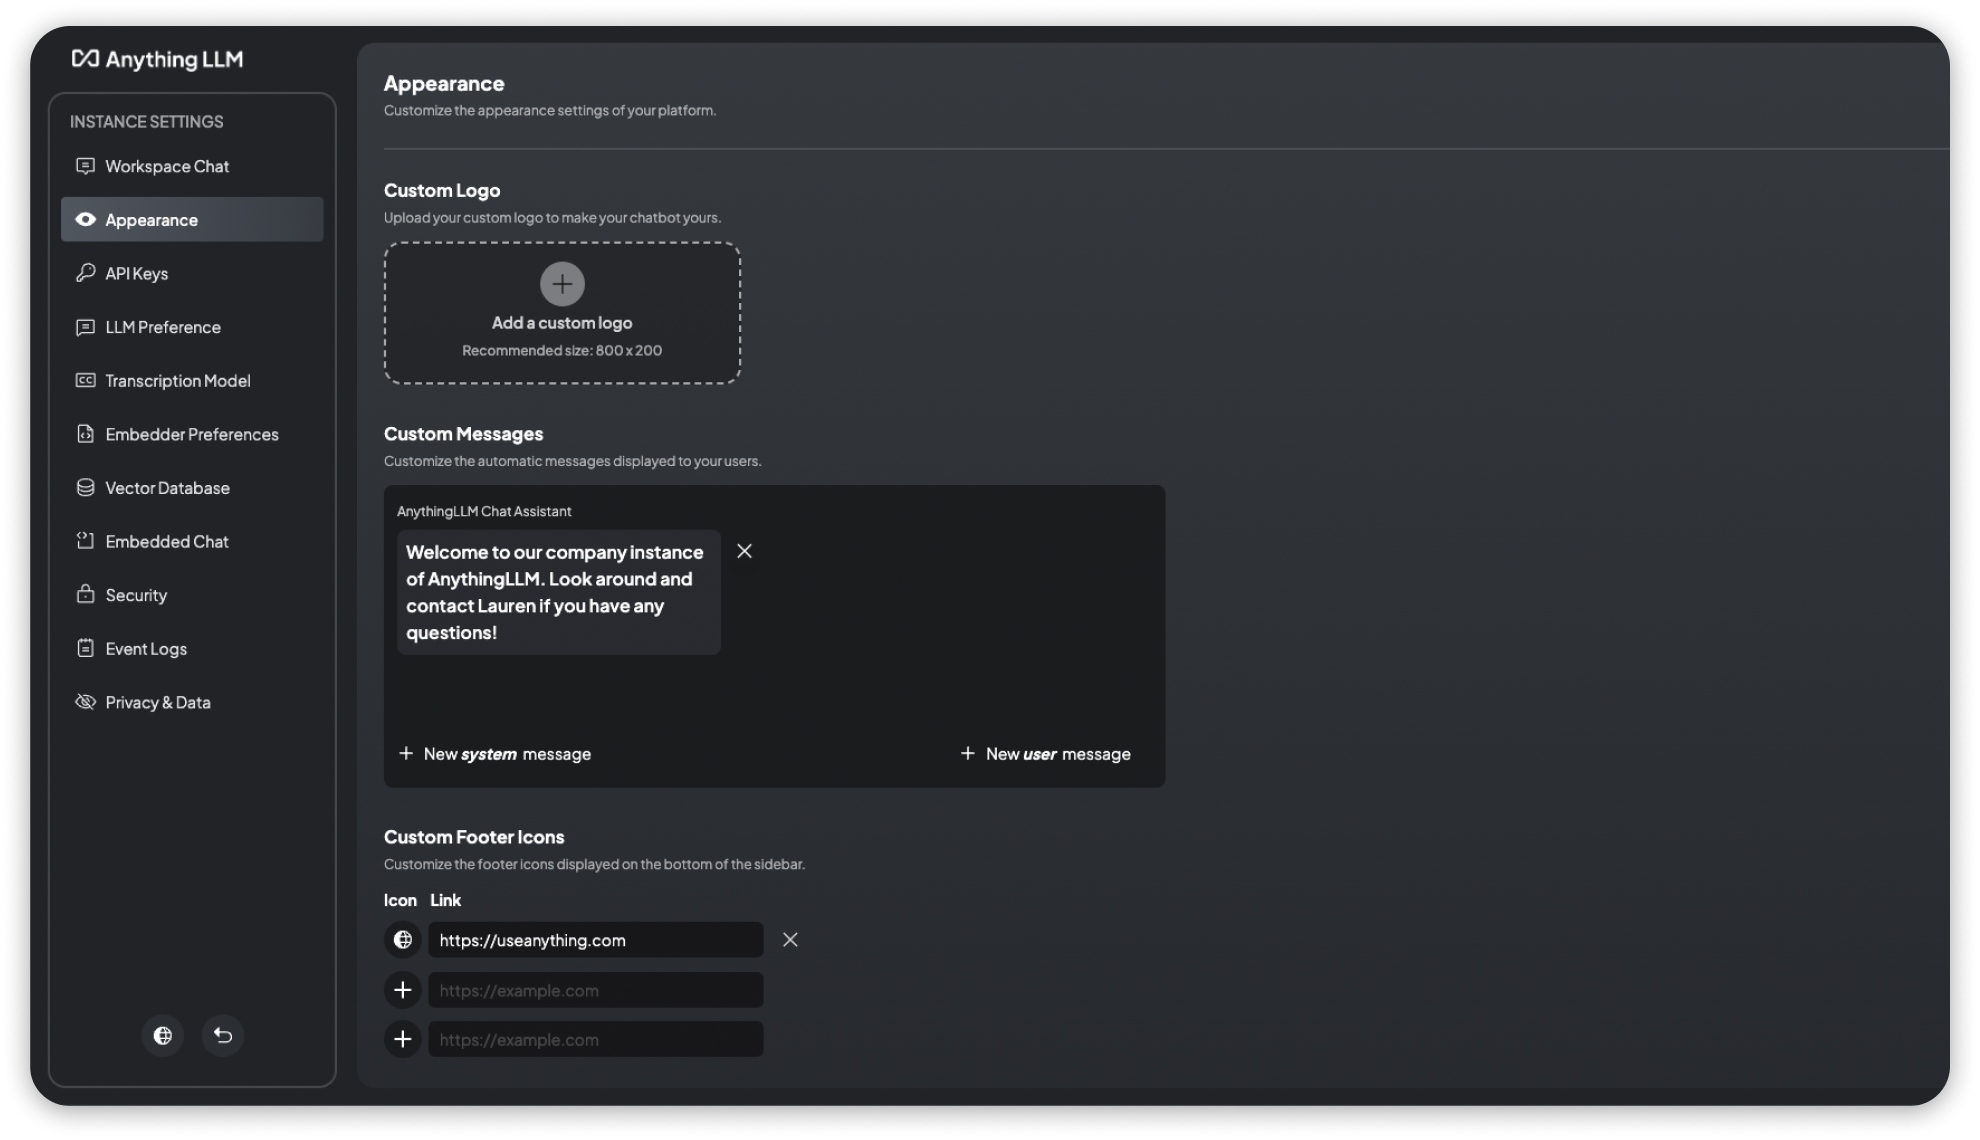 Anything LLM
INSTANCE SETTINGS
Workspace Chat
Appearance
API Keys
LLM Preference
Transcription Model
Embedder Preferences
Vector Database
Embedded Chat
Security
Event Logs
Privacy & Data
Appearance
Customize the appearance settings of your platform.
Custom Logo
Upload your custom logo to make your chatbot yours.
Add a custom logo
Recommended size: 800 x 200
Custom Messages
Customize the automatic messages displayed to your users.
AnythingLLM Chat Assistant
Welcome to our company instance
of AnythingLLM. Look around and
contact Lauren if you have any
questions!
New system message
New user message
Custom Footer Icons
Customize the footer icons displayed on the bottom of the sidebar.
Icon Link
https://useanything.com
https://example.com
https://example.com